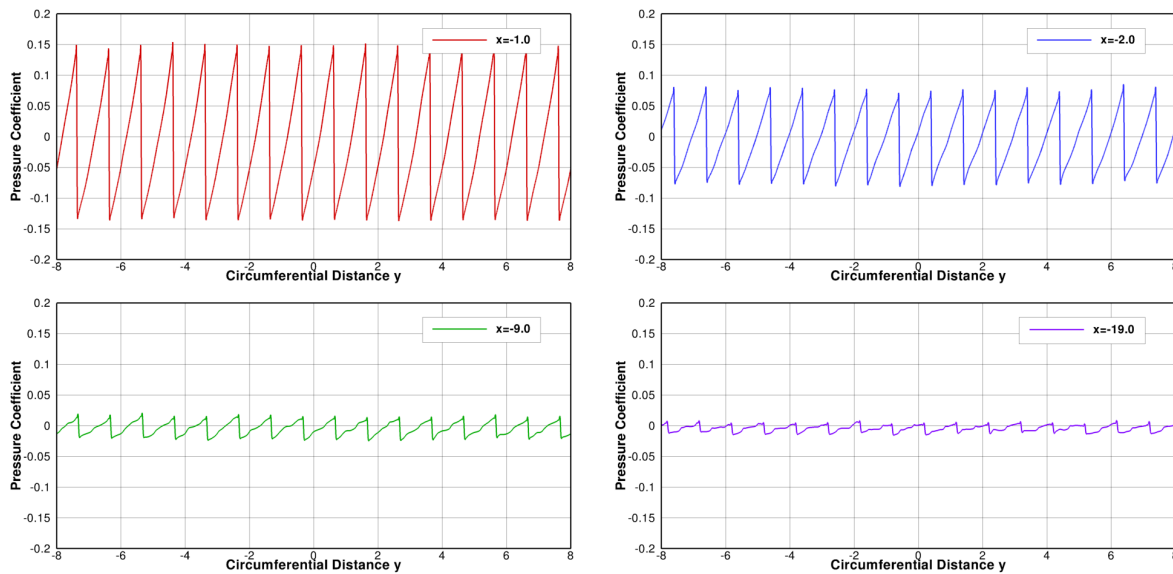 0.2
0.15
0.1
0.05
0
-0.05
-0.1
-0.15
-0.2
Pressure Coefficient
x=-1.0
-8 -6 -4 -2 0 2 4 6 8
Circumferential Distance y
0.2
0.15
0.1
0.05
0
-0.05
-0.1
-0.15
-0.2
Pressure Coefficient
x=-2.0
-8 -6 -4 -2 0 2 4 6 8
Circumferential Distance y
0.2
0.15
0.1
0.05
0
-0.05
-0.1
-0.15
-0.2
Pressure Coefficient
x=-9.0
-8 -6 -4 -2 0 2 4 6 8
Circumferential Distance y
0.2
0.15
0.1
0.05
0
-0.05
-0.1
-0.15
-0.2
Pressure Coefficient
x=-19.0
-8 -6 -4 -2 0 2 4 6 8
Circumferential Distance y